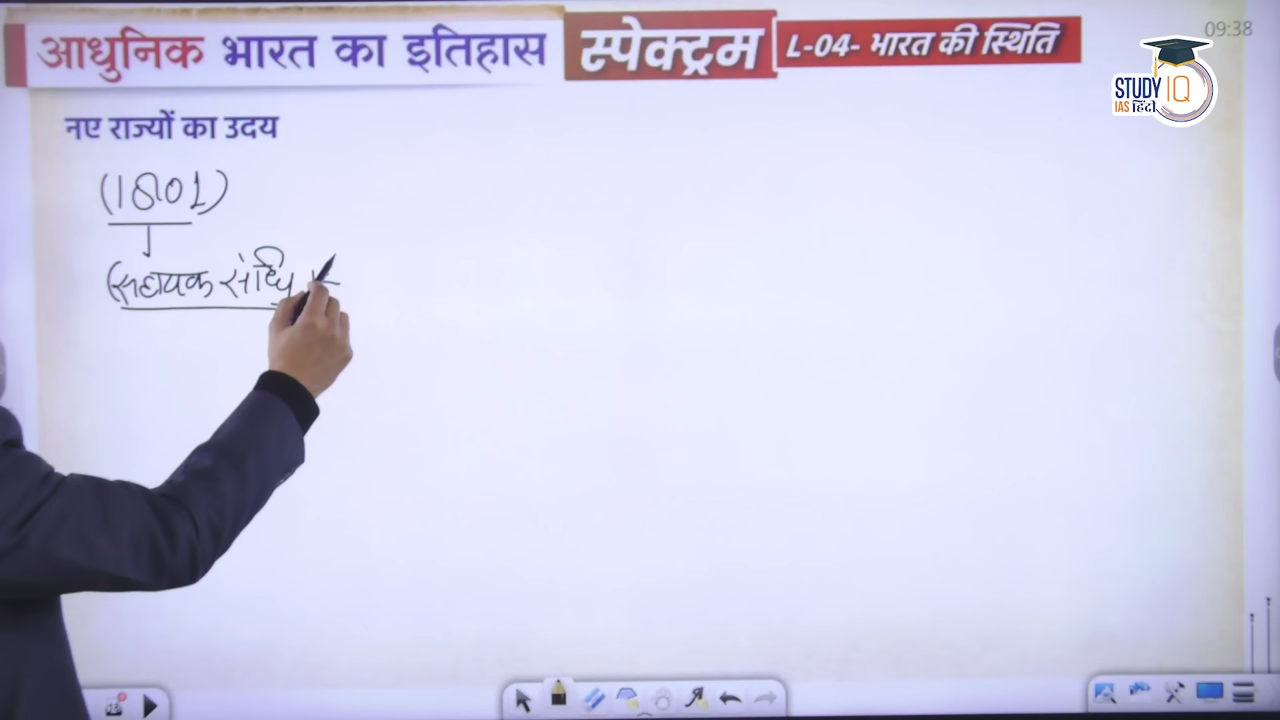 आधुनिक भारत का इतिहास स्पेक्ट्रम L-04- भारत की स्थिति
09:38
STUDY IQ
IAS हिंदी
नए राज्यों का उदय
(1801)
(सहायक संधि